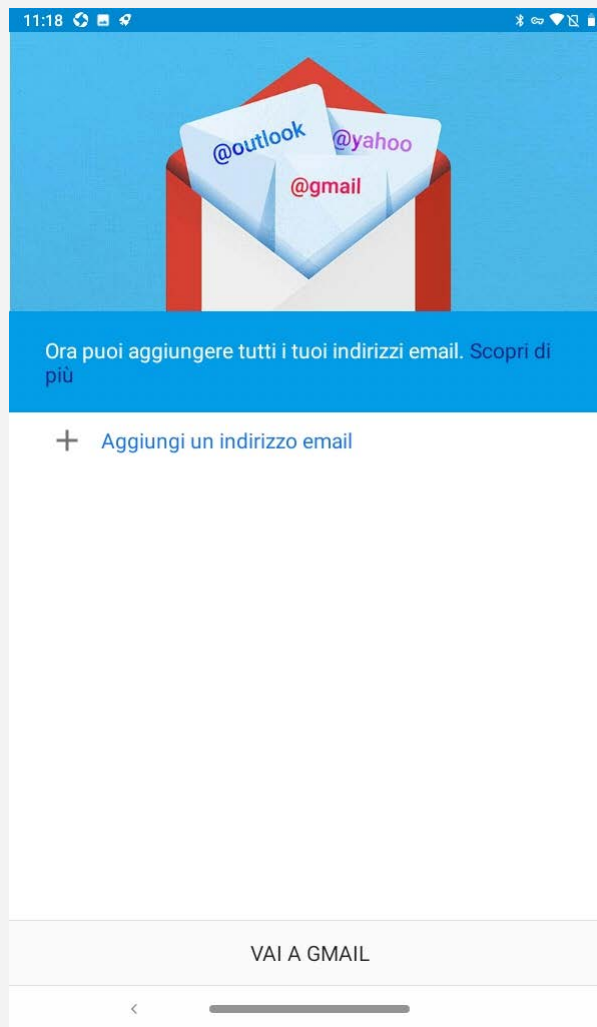 11:18
@outlook @yahoo
@gmail
Ora puoi aggiungere tutti i tuoi indirizzi email. Scopri di
più
Aggiungi un indirizzo email
VAI A GMAIL